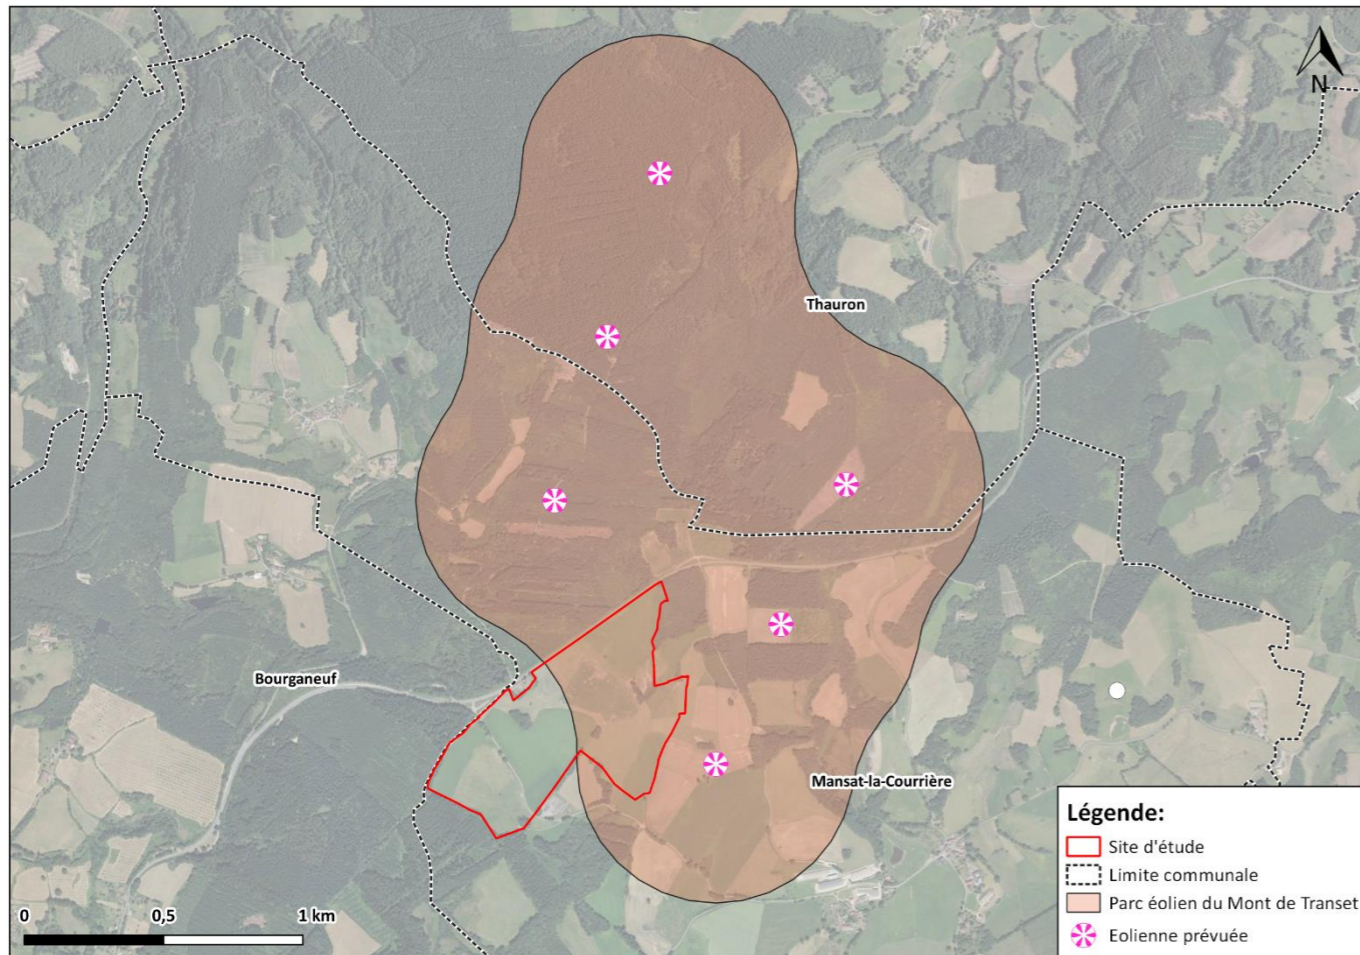 N
Thauron
Bourganeuf
Mansat-la-Courrière
Légende:
Site d'étude
Limite communale
Parc éolien du Mont de Transet
Eolienne prévuée
0 0,5 1 km